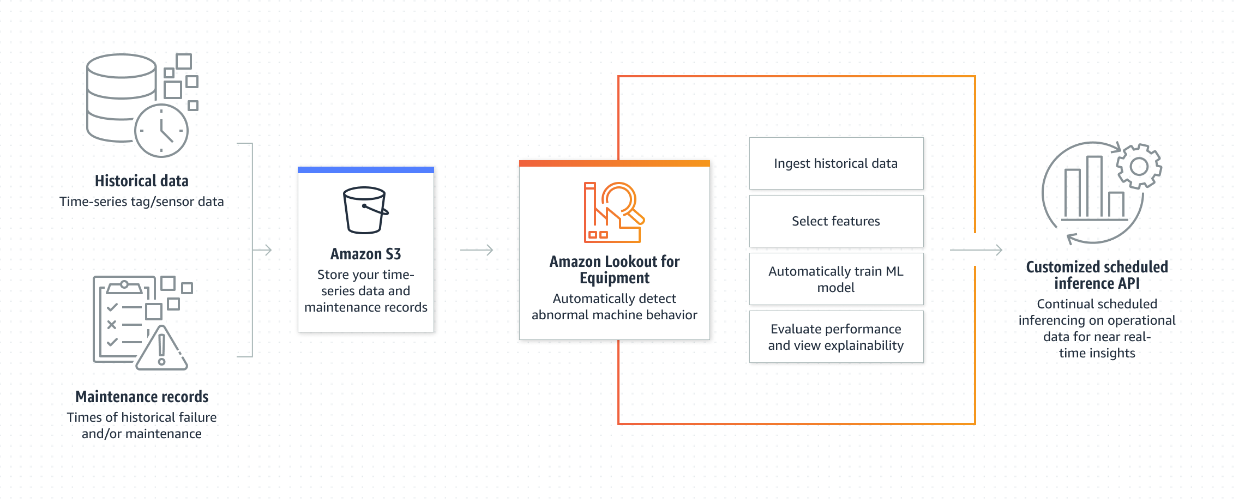 Historical data
Time-series tag/sensor data
Maintenance records
Times of historical failure
and/or maintenance
Amazon S3
Store your time-
series data and
maintenance records
Amazon Lookout for
Equipment
Automatically detect
abnormal machine behavior
Ingest historical data
Select features
Automatically train ML
model
Evaluate performance
and view explainability
Customized scheduled
inference API
Continual scheduled
inferencing on operational
data for near real-
time insights